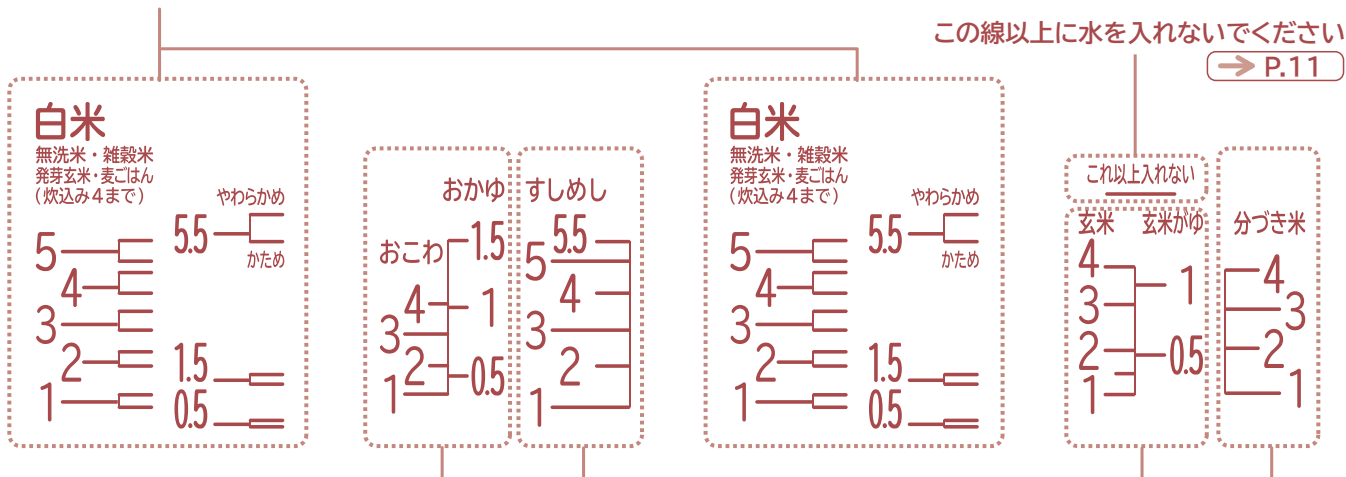 この線以上に水を入れないでください
P.11
白米
無洗米・雑穀米
発芽玄米・麦ごはん
(炊込み4まで)
やわらかめ
5.5
かため
5
4
3
2
1
1.5
0.5
おかゆ
1.5
おこわ
4
1
3
2
0.5
1
すしめし
5.5
5
4
3
2
1
白米
無洗米・雑穀米
発芽玄米・麦ごはん
(炊込み4まで)
やわらかめ
5.5
かため
5
4
3
2
1
1.5
0.5
これ以上入れない
玄米
4
3
2
1
玄米がゆ
1
0.5
分づき米
4
3
2
1